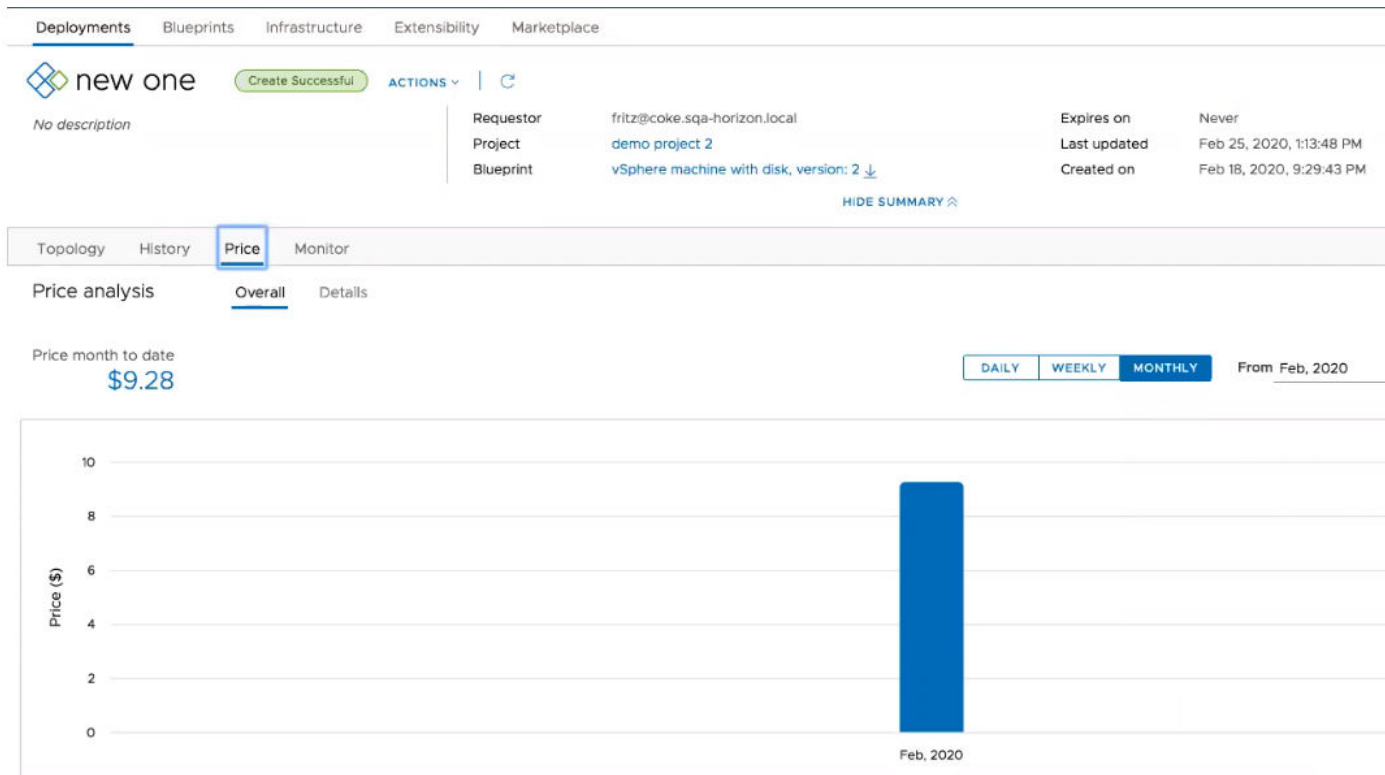 Deployments Blueprints Infrastructure Extensibility Marketplace
new one Create Successful ACTIONS
No description
Requestor fritz@coke.sqa-horizon.local
Project demo project 2
Blueprint vSphere machine with disk, version: 2
Expires on Never
Last updated Feb 25, 2020, 1:13:48 PM
Created on Feb 18, 2020, 9:29:43 PM
HIDE SUMMARY
Topology History Price Monitor
Price analysis Overall Details
Price month to date
$9.28
DAILY WEEKLY MONTHLY From Feb, 2020
10
8
6
4
2
0
Price ($)
Feb, 2020